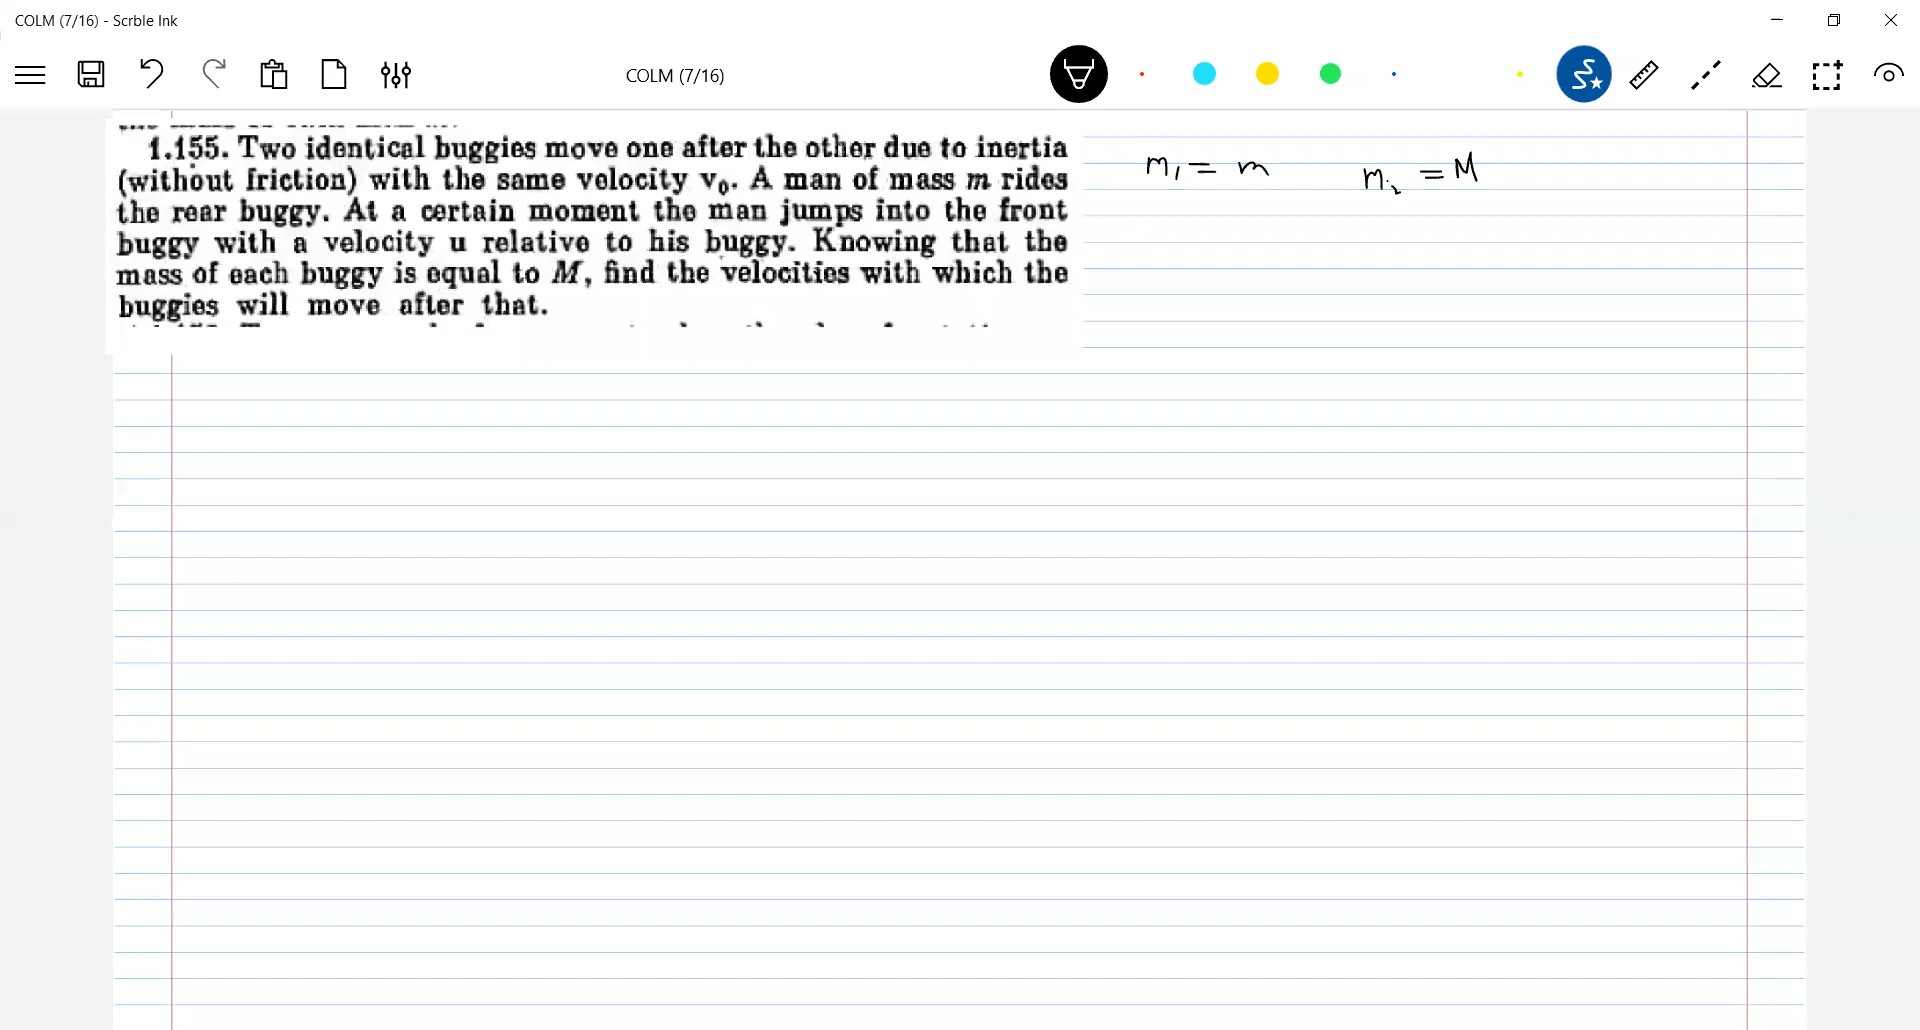 COLM (7/16) - Scrble Ink
COLM (7/16)
1.155. Two identical buggies move one after the other due to inertia
(without friction) with the same velocity v₀. A man of mass m rides
the rear buggy. At a certain moment the man jumps into the front
buggy with a velocity u relative to his buggy. Knowing that the
mass of each buggy is equal to M, find the velocities with which the
buggies will move after that.
m₁ = m m₂ = M